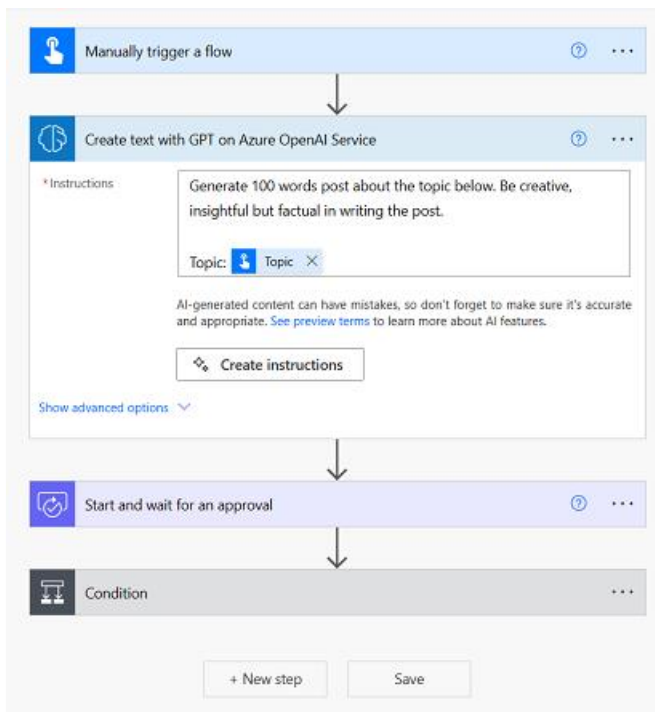 Manually trigger a flow
Create text with GPT on Azure OpenAI Service
* Instructions
Generate 100 words post about the topic below. Be creative,
insightful but factual in writing the post.
Topic: Topic
AI-generated content can have mistakes, so don't forget to make sure it's accurate
and appropriate. See preview terms to learn more about AI features.
Create instructions
Show advanced options
Start and wait for an approval
Condition
+ New step
Save